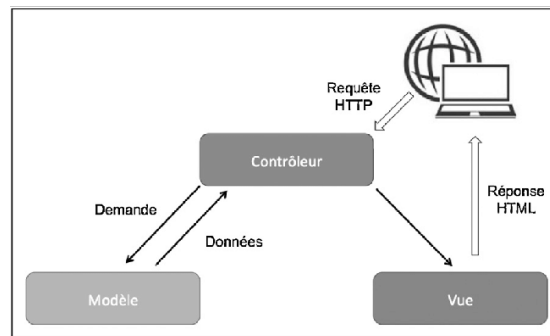 Requête
HTTP
Contrôleur
Réponse
HTML
Demande
Données
Modèle
Vue